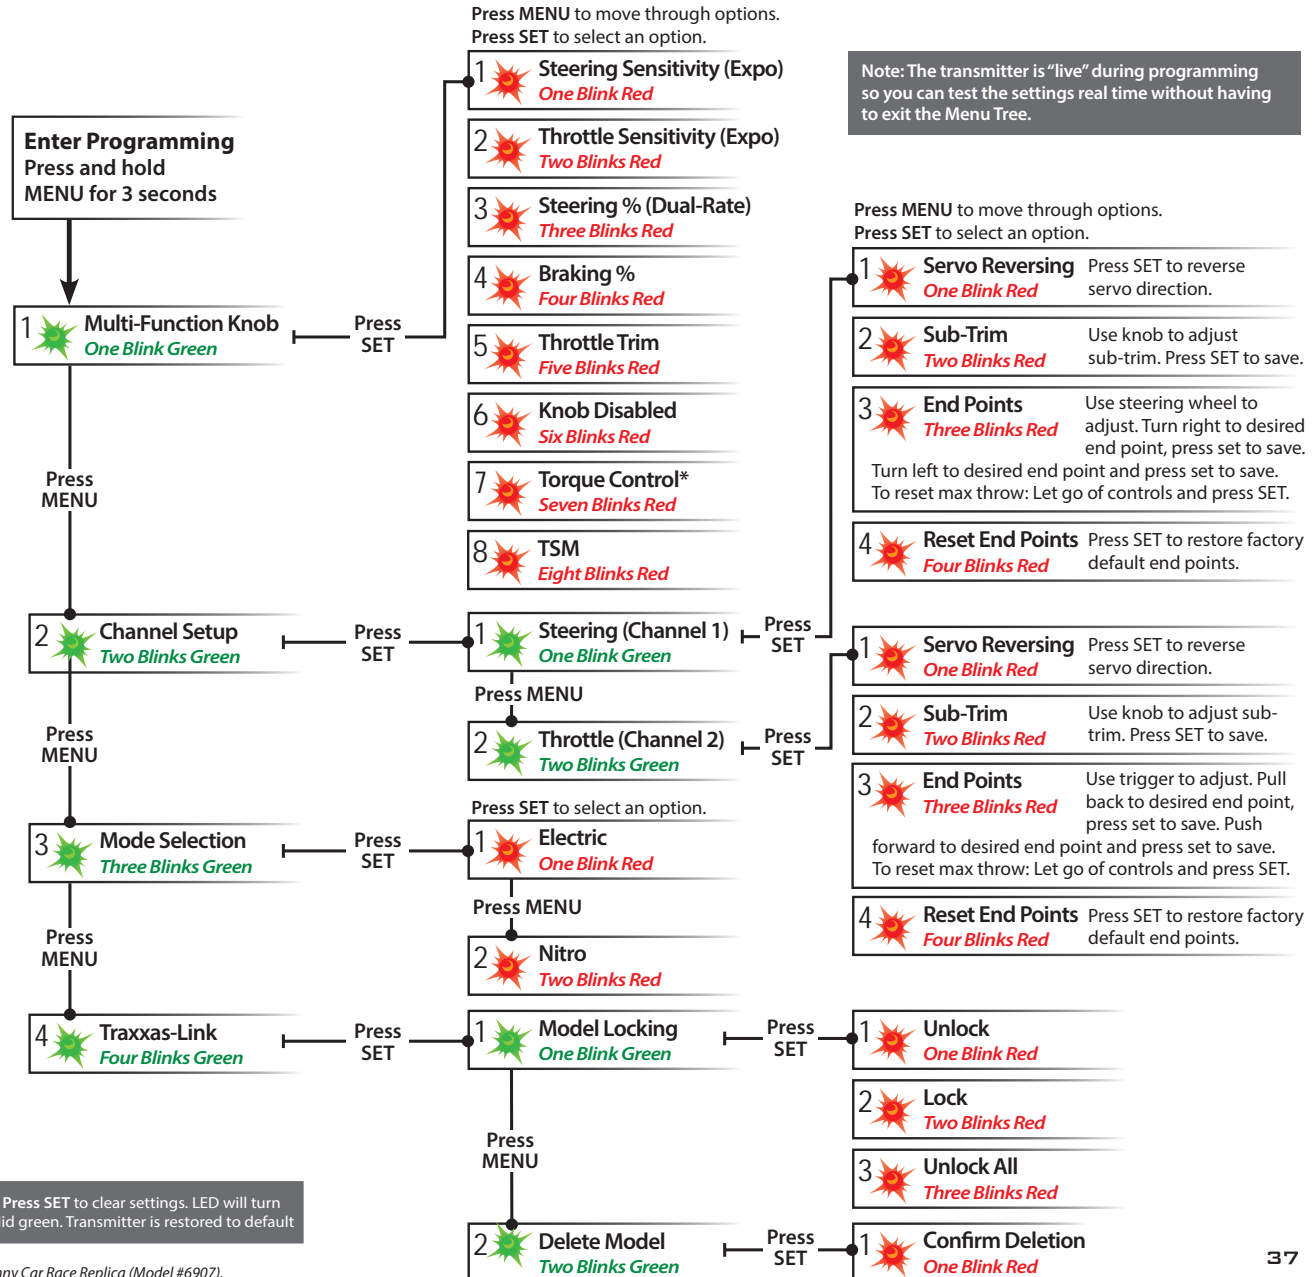 Press MENU to move through options.
Press SET to select an option.
Note: The transmitter is “live” during programming
so you can test the settings real time without having
to exit the Menu Tree.
Enter Programming
Press and hold
MENU for 3 seconds
1
Multi-Function Knob
One Blink Green
Press
SET
1
Steering Sensitivity (Expo)
One Blink Red
2
Throttle Sensitivity (Expo)
Two Blinks Red
3
Steering % (Dual-Rate)
Three Blinks Red
4
Braking %
Four Blinks Red
5
Throttle Trim
Five Blinks Red
6
Knob Disabled
Six Blinks Red
7
Torque Control*
Seven Blinks Red
8
TSM
Eight Blinks Red
Press
MENU
2
Channel Setup
Two Blinks Green
Press
SET
1
Steering (Channel 1)
One Blink Green
Press
SET
Press MENU to move through options.
Press SET to select an option.
1
Servo Reversing
One Blink Red
Press SET to reverse
servo direction.
2
Sub-Trim
Two Blinks Red
Use knob to adjust
sub-trim. Press SET to save.
3
End Points
Three Blinks Red
Use steering wheel to
adjust. Turn right to desired
end point, press set to save.
Turn left to desired end point and press set to save.
To reset max throw: Let go of controls and press SET.
4
Reset End Points
Four Blinks Red
Press SET to restore factory
default end points.
Press MENU
2
Throttle (Channel 2)
Two Blinks Green
Press
SET
1
Servo Reversing
One Blink Red
Press SET to reverse
servo direction.
2
Sub-Trim
Two Blinks Red
Use knob to adjust sub-
trim. Press SET to save.
3
End Points
Three Blinks Red
Use trigger to adjust. Pull
back to desired end point,
press set to save. Push
forward to desired end point and press set to save.
To reset max throw: Let go of controls and press SET.
4
Reset End Points
Four Blinks Red
Press SET to restore factory
default end points.
Press
MENU
3
Mode Selection
Three Blinks Green
Press
SET
Press SET to select an option.
1
Electric
One Blink Red
Press MENU
2
Nitro
Two Blinks Red
Press
MENU
4
Traxxas-Link
Four Blinks Green
Press
SET
1
Model Locking
One Blink Green
Press
SET
1
Unlock
One Blink Red
2
Lock
Two Blinks Red
3
Unlock All
Three Blinks Red
Press
MENU
2
Delete Model
Two Blinks Green
Press
SET
1
Confirm Deletion
One Blink Red
Press SET to clear settings. LED will turn
green. Transmitter is restored to default
Car Race Replica (Model #6907).
37